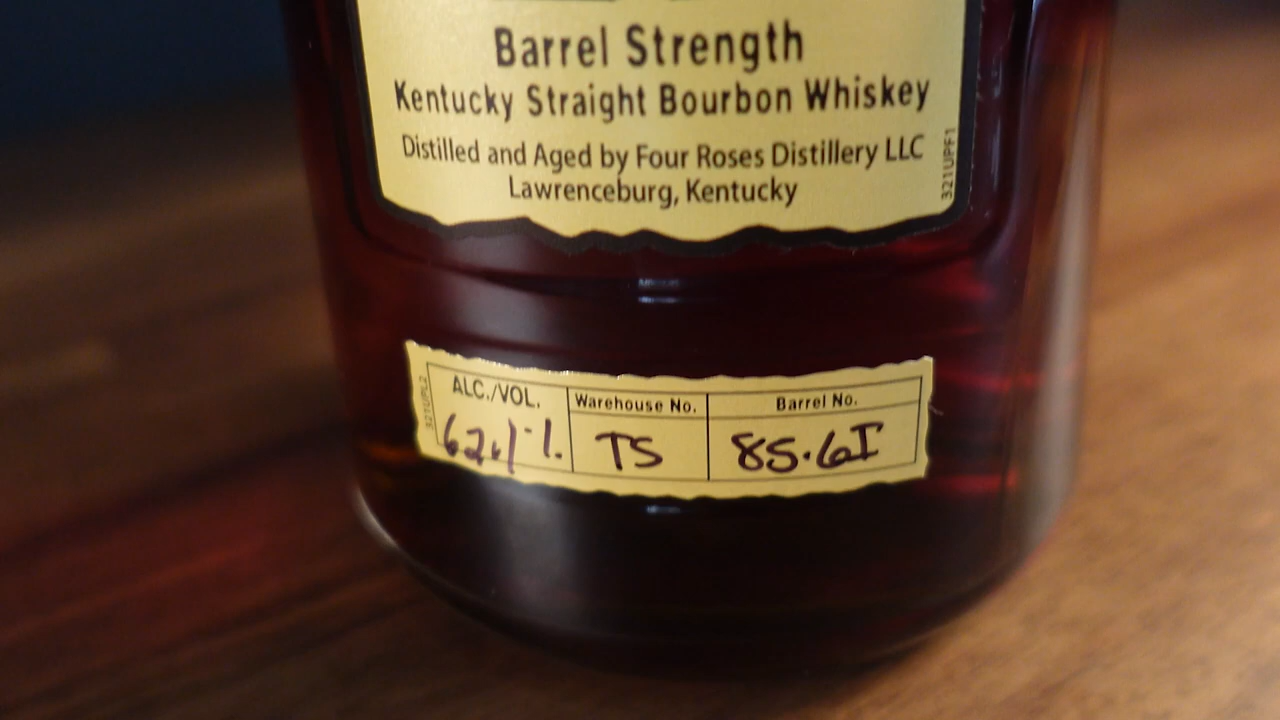 Barrel Strength
Kentucky Straight Bourbon Whiskey
Distilled and Aged by Four Roses Distillery LLC
Lawrenceburg, Kentucky
321UPF1
321UPL2
ALC./VOL. Warehouse No. Barrel No.
62.1% TS 85.6I